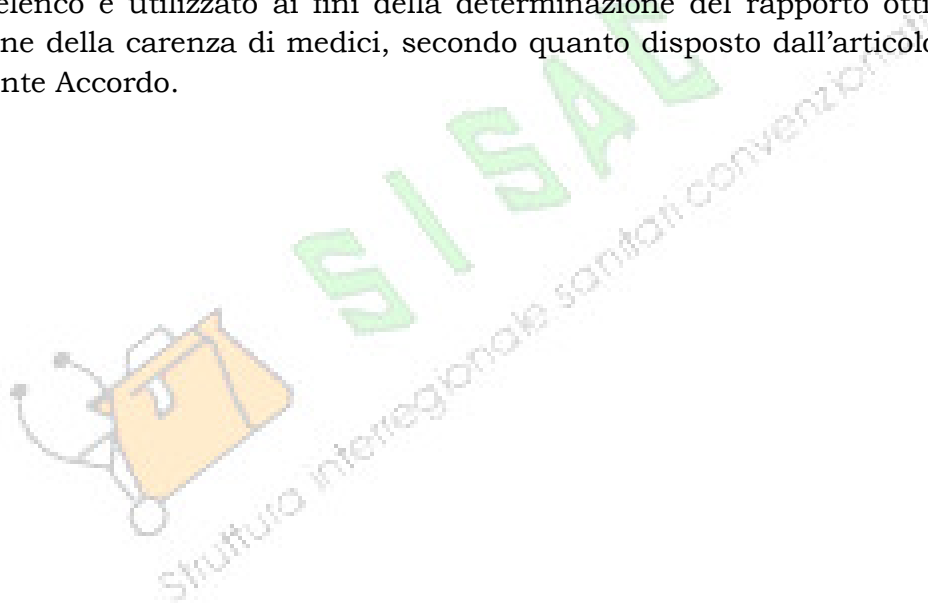 elenco è utilizzato ai fini della determinazione del rapporto otti
ne della carenza di medici, secondo quanto disposto dall'articolo
nte Accordo.
SISAC
Struttura interregionale sanitari convenzionati